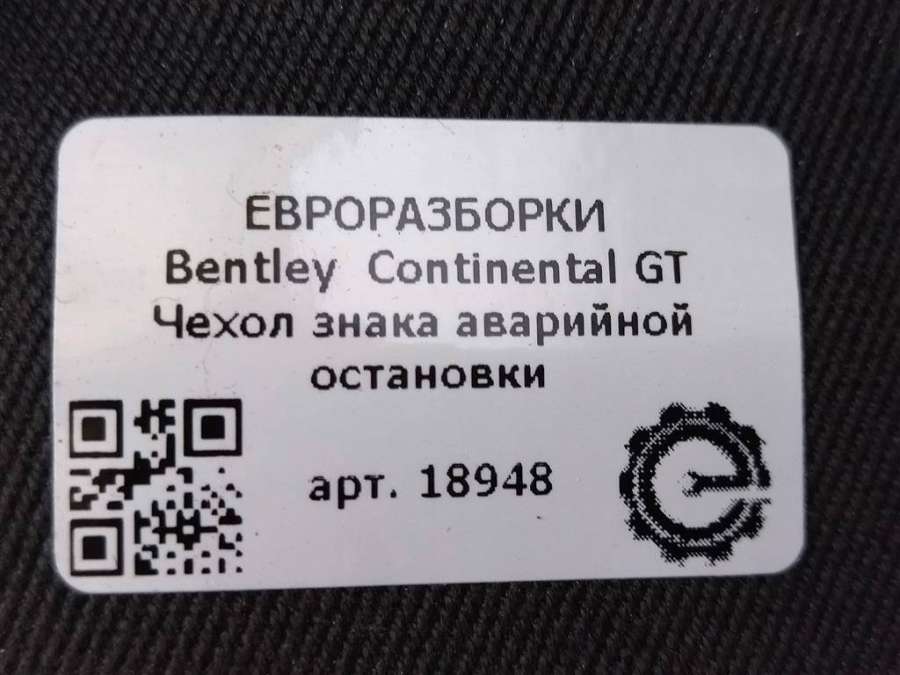 ЕВРОРАЗБОРКИ
Bentley Continental GT
Чехол знака аварийной
остановки
арт. 18948